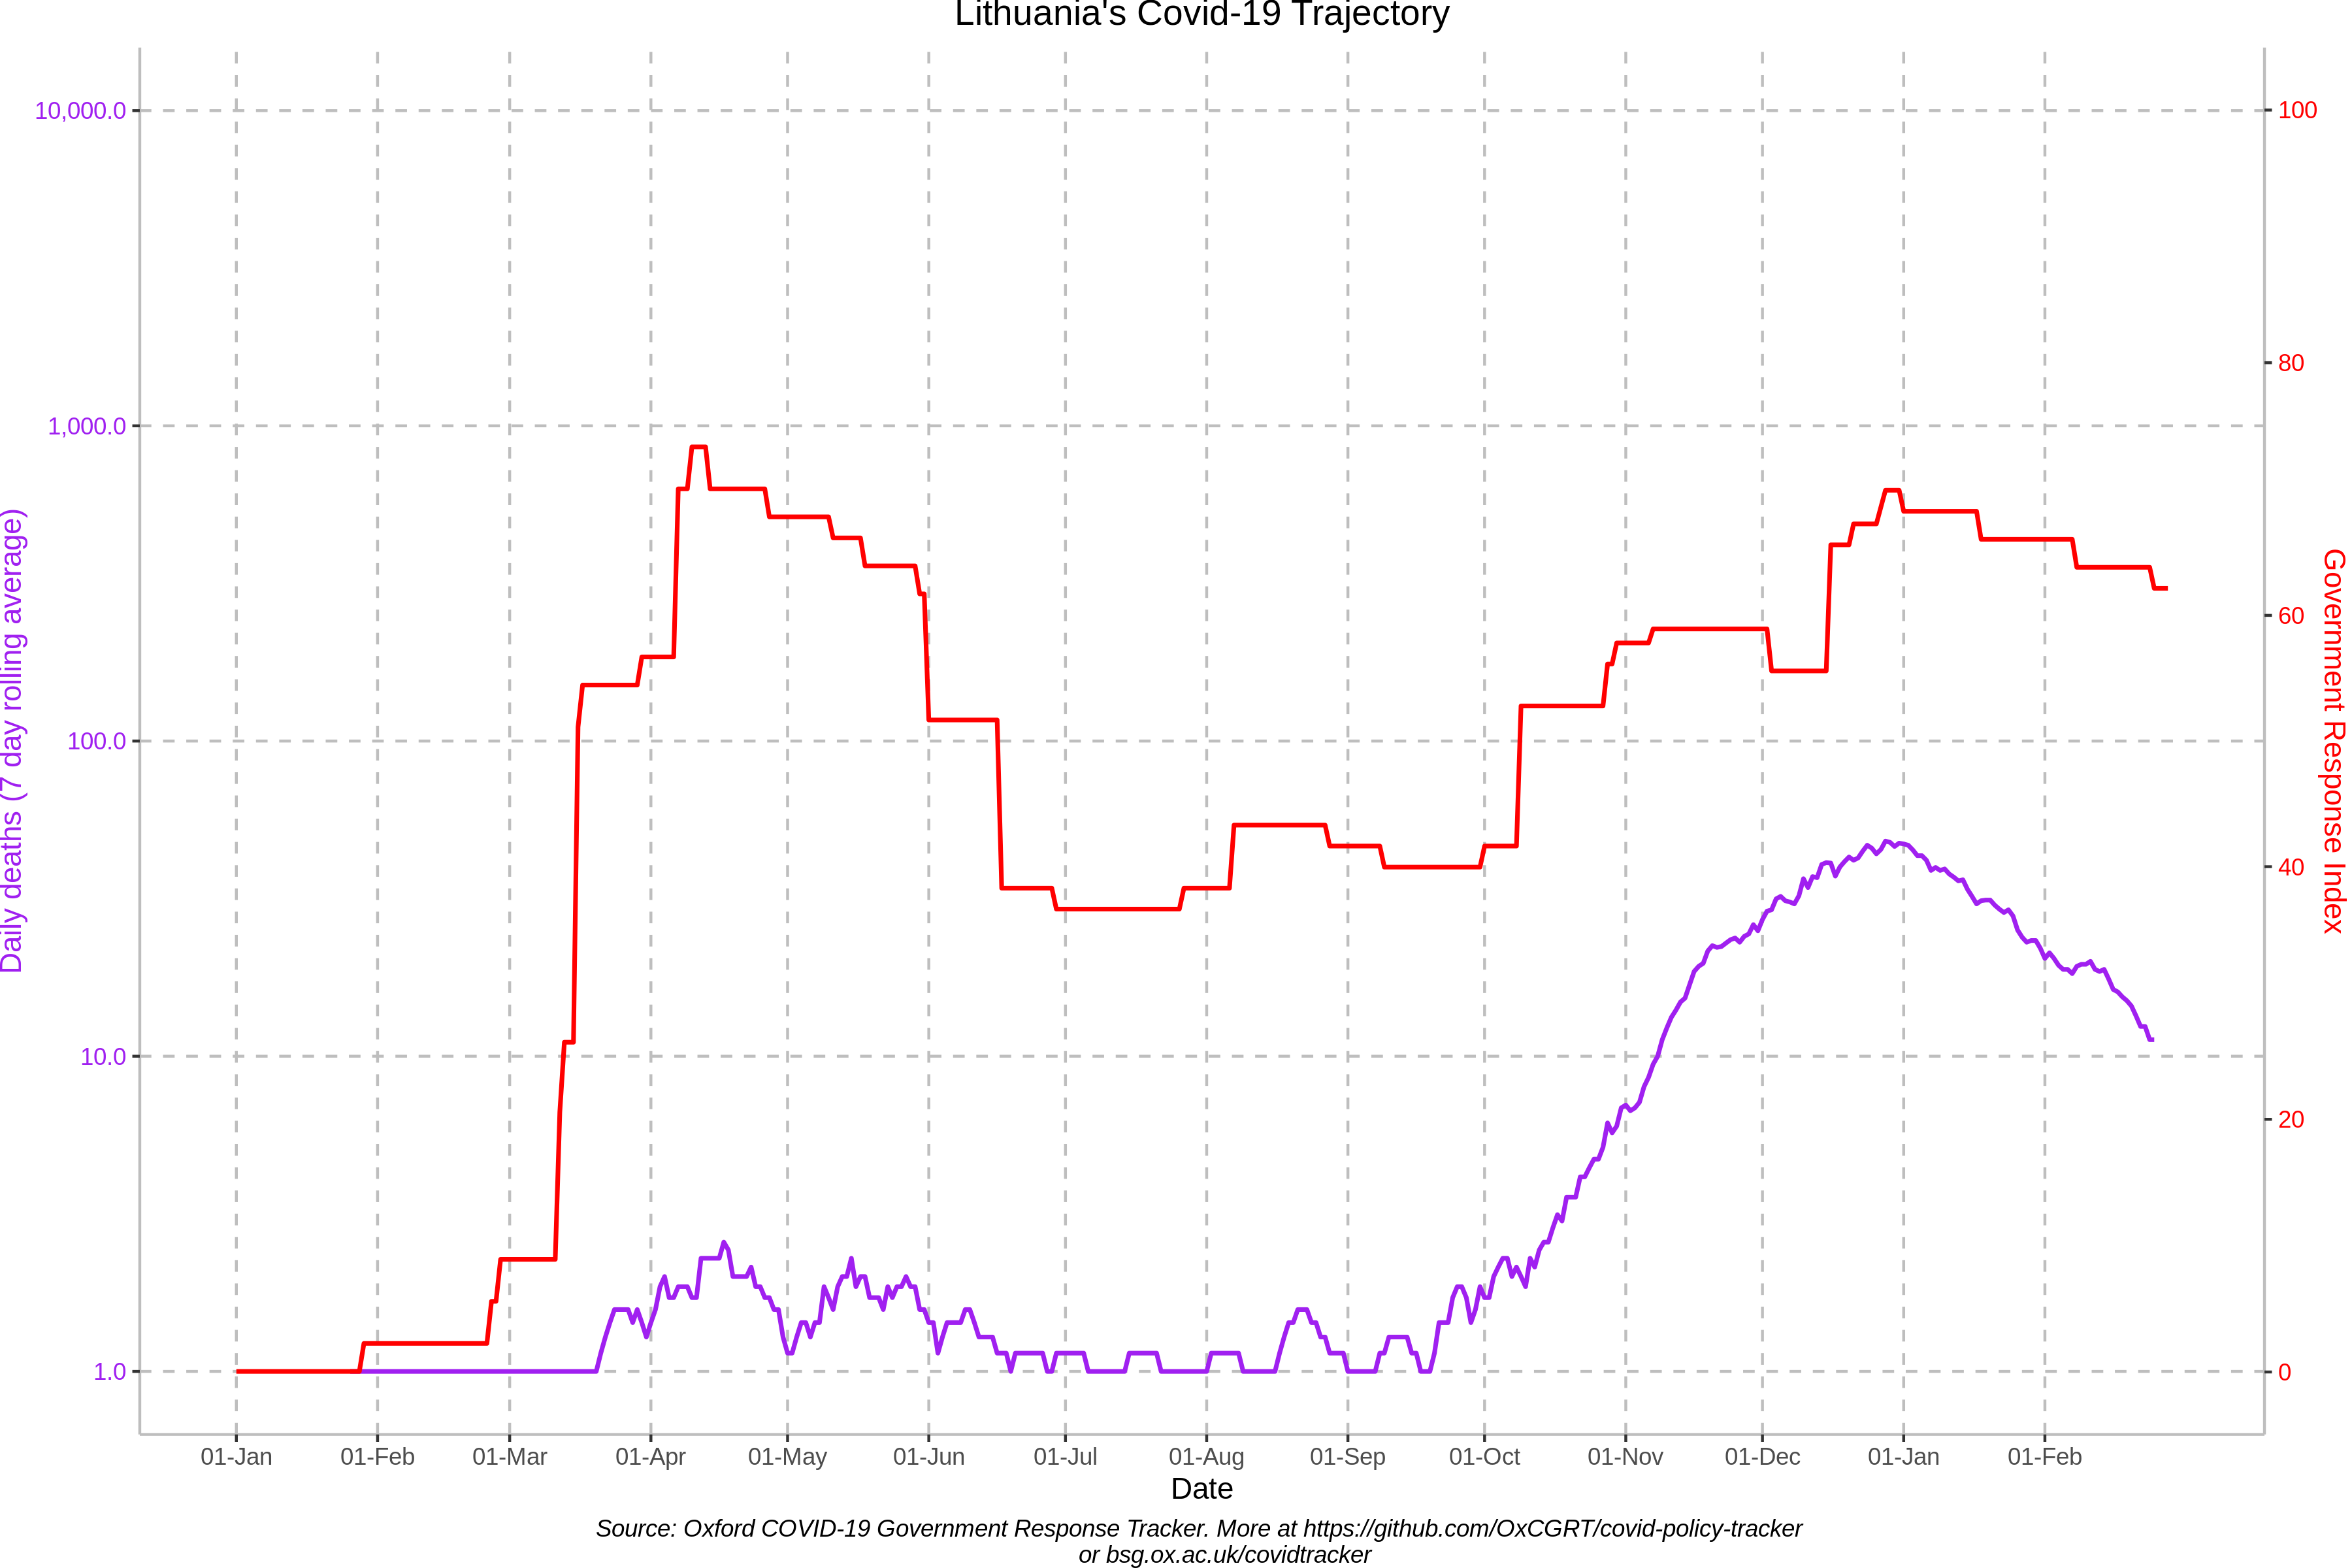 Lithuania's Covid-19 Trajectory
10,000.0
1,000.0
100.0
10.0
1.0
Daily deaths (7 day rolling average)
100
80
60
40
20
0
Government Response Index
01-Jan
01-Feb
01-Mar
01-Apr
01-May
01-Jun
01-Jul
01-Aug
01-Sep
01-Oct
01-Nov
01-Dec
01-Jan
01-Feb
Date
Source: Oxford COVID-19 Government Response Tracker. More at https://github.com/OxCGRT/covid-policy-tracker
or bsg.ox.ac.uk/covidtracker